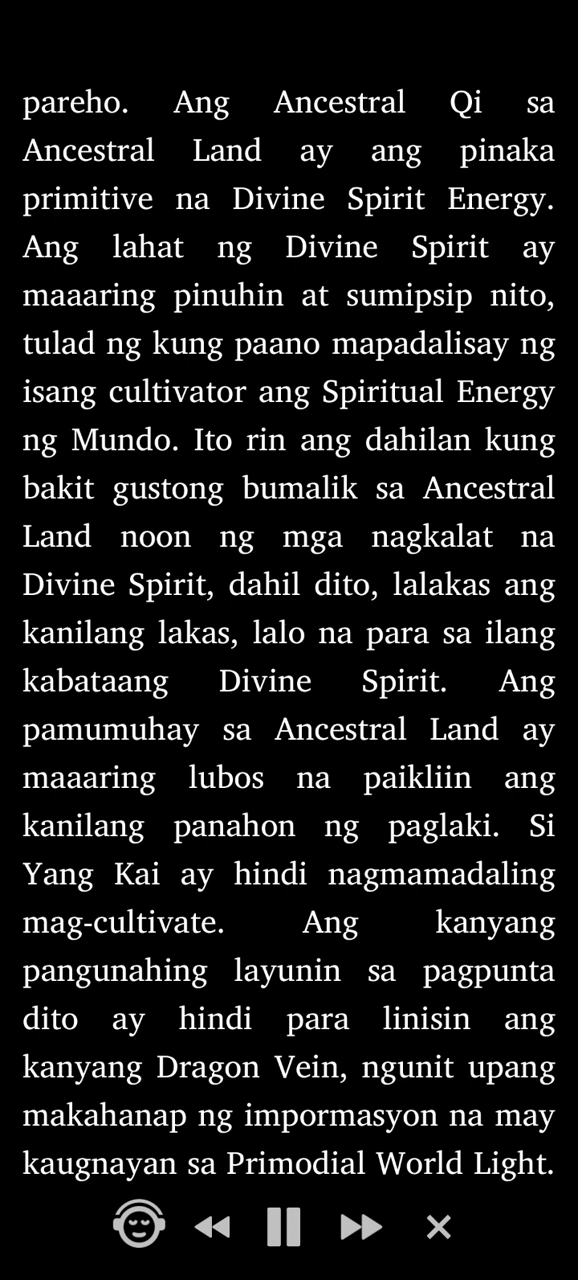 pareho. Ang Ancestral Qi sa
Ancestral Land ay ang pinaka
primitive na Divine Spirit Energy.
Ang lahat ng Divine Spirit ay
maaaring pinuhin at sumipsip nito,
tulad ng kung paano mapadalisay ng
isang cultivator ang Spiritual Energy
ng Mundo. Ito rin ang dahilan kung
bakit gustong bumalik sa Ancestral
Land noon ng mga nagkalat na
Divine Spirit, dahil dito, lalakas ang
kanilang lakas, lalo na para sa ilang
kabataang Divine Spirit. Ang
pamumuhay sa Ancestral Land ay
maaaring lubos na paikliin ang
kanilang panahon ng paglaki. Si
Yang Kai ay hindi nagmamadaling
mag-cultivate. Ang kanyang
pangunahing layunin sa pagpunta
dito ay hindi para linisin ang
kanyang Dragon Vein, ngunit upang
makahanap ng impormasyon na may
kaugnayan sa Primodial World Light.